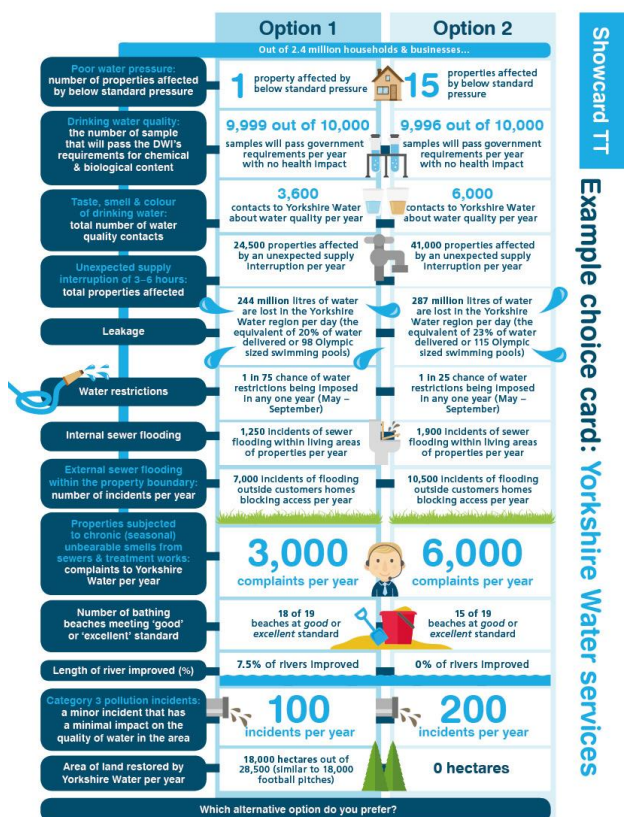 Option 1
Option 2
Out of 2.4 million households & businesses...
Poor water pressure:
number of properties affected
by below standard pressure
1 property affected by
below standard pressure
15 properties affected
by below standard
pressure
Drinking water quality:
the number of sample
that will pass the DWI's
requirements for chemical
& biological content
9,999 out of 10,000
samples will pass government
requirements per year
with no health impact
9,996 out of 10,000
samples will pass government
requirements per year
with no health impact
Taste, smell & colour
of drinking water:
total number of water
quality contacts
3,600
contacts to Yorkshire Water
about water quality per year
6,000
contacts to Yorkshire Water
about water quality per year
Unexpected supply
interruption of 3–6 hours:
total properties affected
24,500 properties affected
by an unexpected supply
interruption per year
41,000 properties affected
by an unexpected supply
interruption per year
Leakage
244 million litres of water
are lost in the Yorkshire
Water region per day (the
equivalent of 20% of water
delivered or 98 Olympic
sized swimming pools)
287 million litres of water
are lost in the Yorkshire
Water region per day (the
equivalent of 23% of water
delivered or 115 Olympic
sized swimming pools)
Water restrictions
1 in 75 chance of water
restrictions being imposed
in any one year (May –
September)
1 in 25 chance of water
restrictions being imposed
in any one year (May –
September)
Internal sewer flooding
1,250 incidents of sewer
flooding within living areas
of properties per year
1,900 incidents of sewer
flooding within living areas
of properties per year
External sewer flooding
within the property boundary:
number of incidents per year
7,000 incidents of flooding
outside customers homes
blocking access per year
10,500 incidents of flooding
outside customers homes
blocking access per year
Properties subjected
to chronic (seasonal)
unbearable smells from
sewers & treatment works:
complaints to Yorkshire
Water per year
3,000
complaints per year
6,000
complaints per year
Number of bathing
beaches meeting 'good'
or 'excellent' standard
18 of 19
beaches at good or
excellent standard
15 of 19
beaches at good or
excellent standard
Length of river improved (%)
7.5% of rivers improved
0% of rivers improved
Category 3 pollution incidents:
a minor incident that has
a minimal impact on the
quality of water in the area
100
incidents per year
200
incidents per year
Area of land restored by
Yorkshire Water per year
18,000 hectares out of
28,500 (similar to 18,000
football pitches)
0 hectares
Which alternative option do you prefer?
Showcard TT
Example choice card: Yorkshire Water services